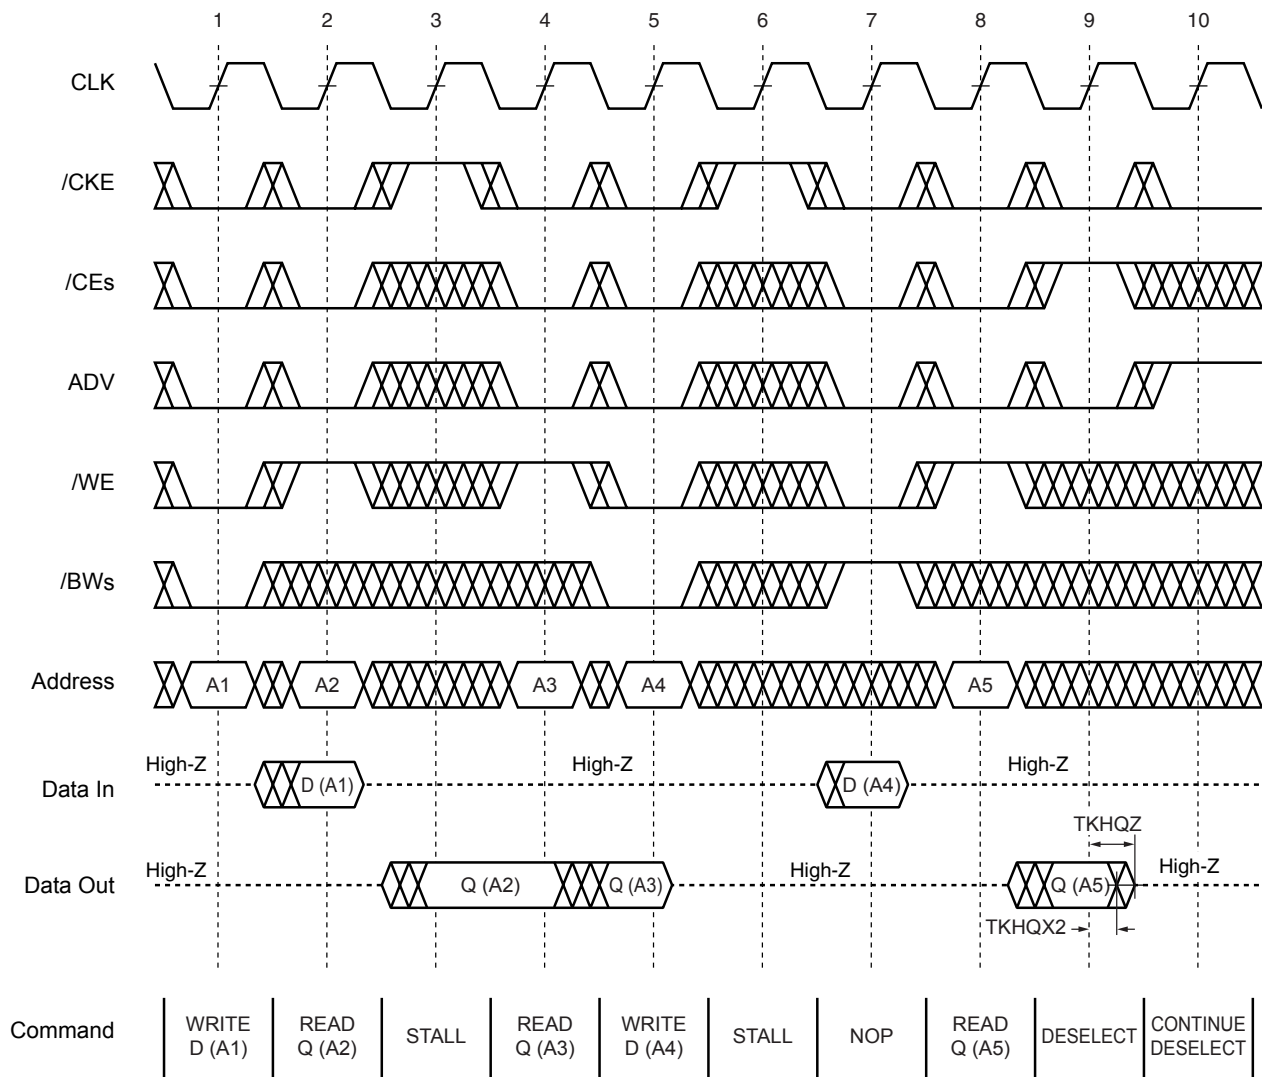 1 2 3 4 5 6 7 8 9 10
CLK
/CKE
/CEs
ADV
/WE
/BWs
Address A1 A2 A3 A4 A5
High-Z High-Z High-Z
Data In D (A1) D (A4)
TKHQZ
High-Z High-Z High-Z
Data Out Q (A2) Q (A3) Q (A5)
TKHQX2
Command
WRITE D (A1)
READ Q (A2)
STALL
READ Q (A3)
WRITE D (A4)
STALL
NOP
READ Q (A5)
DESELECT
CONTINUE DESELECT